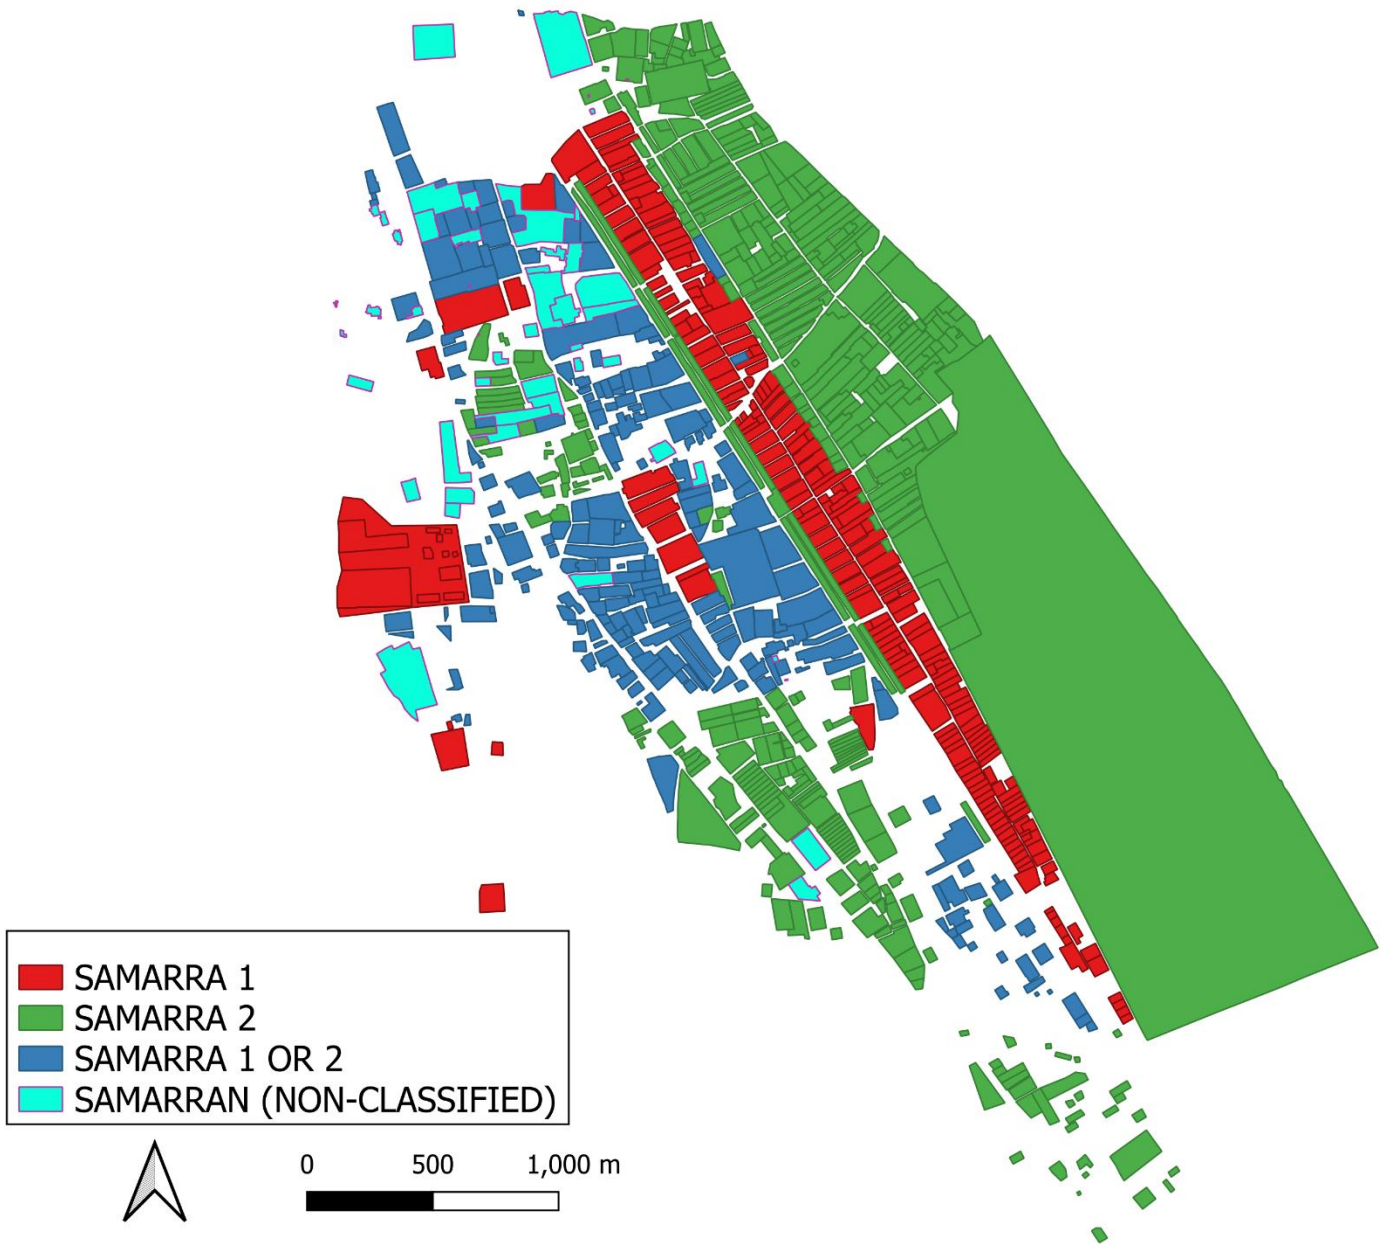 SAMARRA 1
SAMARRA 2
SAMARRA 1 OR 2
SAMARRAN (NON-CLASSIFIED)
0 500 1,000 m